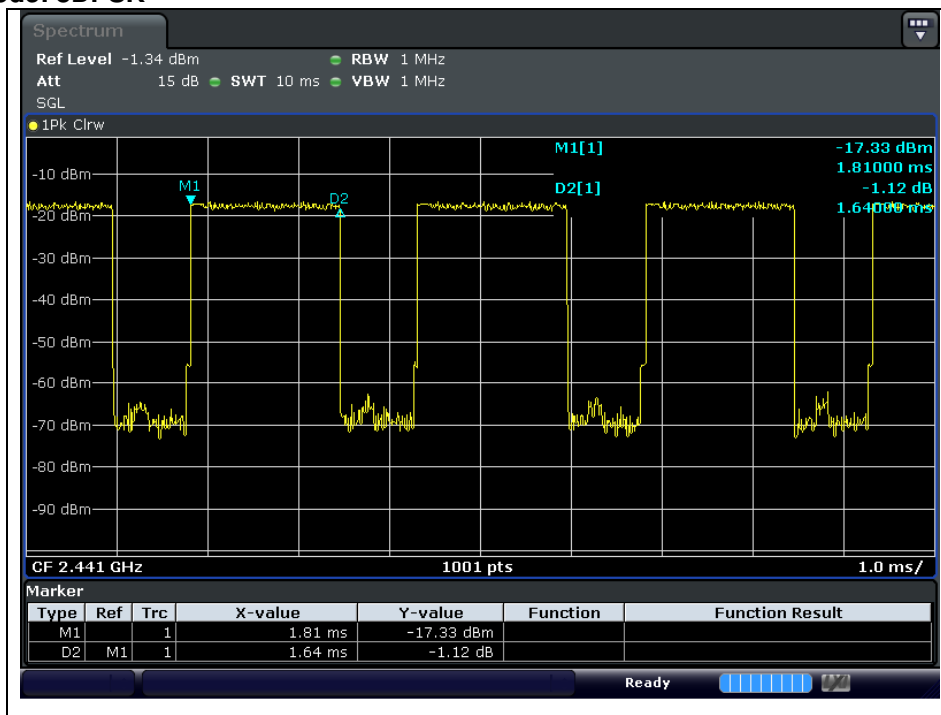 Spectrum
Ref Level -1.34 dBm RBW 1 MHz
Att 15 dB SWT 10 ms VBW 1 MHz
SGL
1Pk Clrw
M1[1] -17.33 dBm
1.81000 ms
D2[1] -1.12 dB
1.64000 ms
M1
D2
-10 dBm
-20 dBm
-30 dBm
-40 dBm
-50 dBm
-60 dBm
-70 dBm
-80 dBm
-90 dBm
CF 2.441 GHz 1001 pts 1.0 ms/
Marker
Type Ref Trc X-value Y-value Function Function Result
M1 1 1.81 ms -17.33 dBm
D2 M1 1 1.64 ms -1.12 dB
Ready